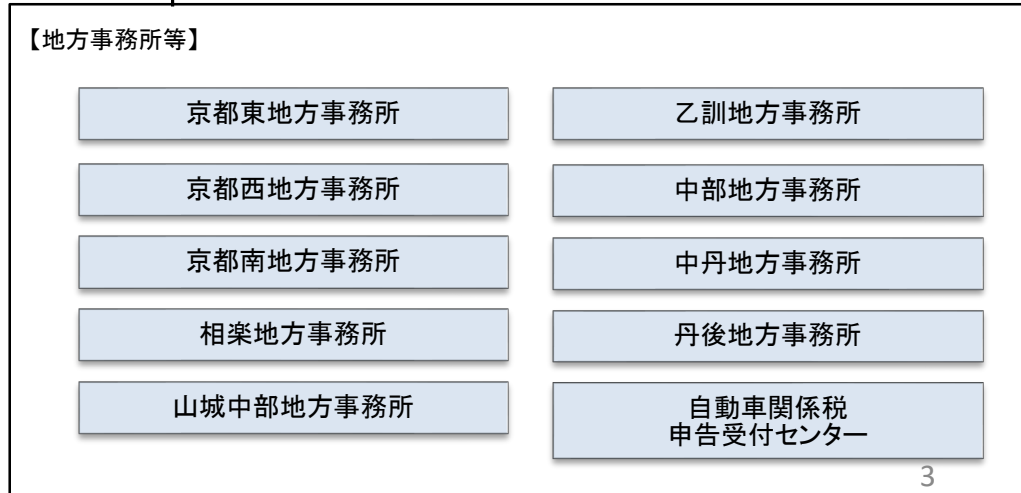 【地方事務所等】
京都東地方事務所
京都西地方事務所
京都南地方事務所
相楽地方事務所
山城中部地方事務所
乙訓地方事務所
中部地方事務所
中丹地方事務所
丹後地方事務所
自動車関係税
申告受付センター
3